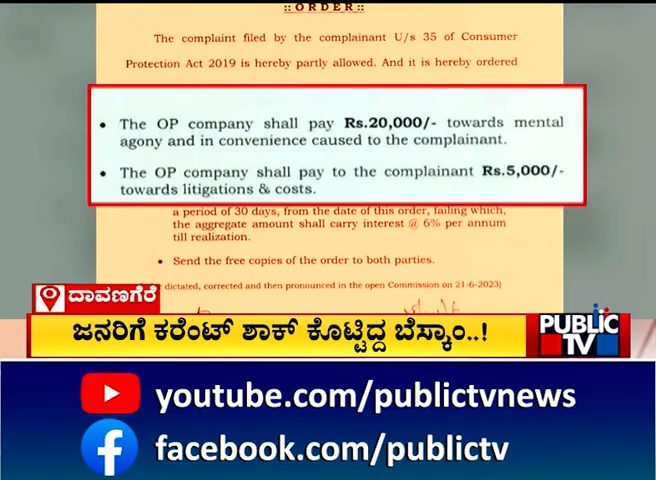 :: ORDER ::
The complaint filed by the complainant U/s 35 of Consumer
Protection Act 2019 is hereby partly allowed. And it is hereby ordered
• The OP company shall pay Rs.20,000/- towards mental
agony and in convenience caused to the complainant.
• The OP company shall pay to the complainant Rs.5,000/-
towards litigations & costs.
a period of 30 days, from the date of this order, failing which,
the aggregate amount shall carry interest @ 6% per annum
till realization.
• Send the free copies of the order to both parties.
dictated, corrected and then pronounced in the open Commission on 21-6-2023)
ದಾವಣಗೆರೆ
ಜನರಿಗೆ ಕರೆಂಟ್ ಶಾಕ್ ಕೊಟ್ಟಿದ್ದ ಬೆಸ್ಕಾಂ..!
PUBLIC
TV
youtube.com/publictvnews
facebook.com/publictv